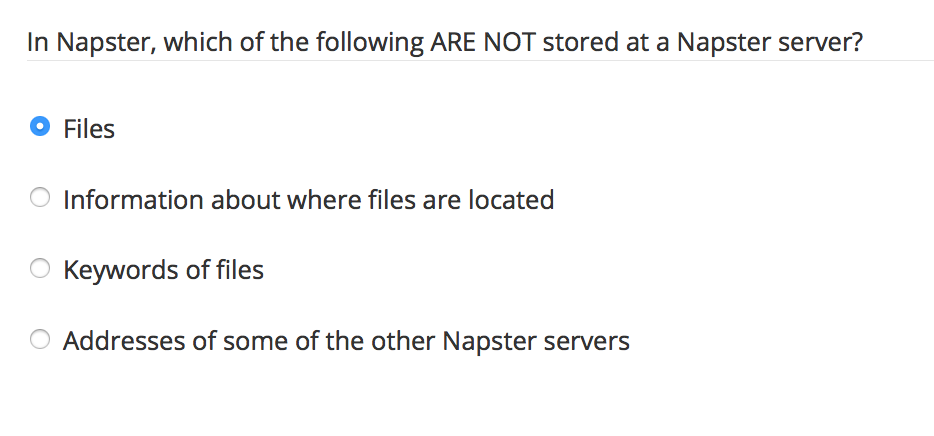 In Napster, which of the following ARE NOT stored at a Napster server?
Files
Information about where files are located
Keywords of files
Addresses of some of the other Napster servers